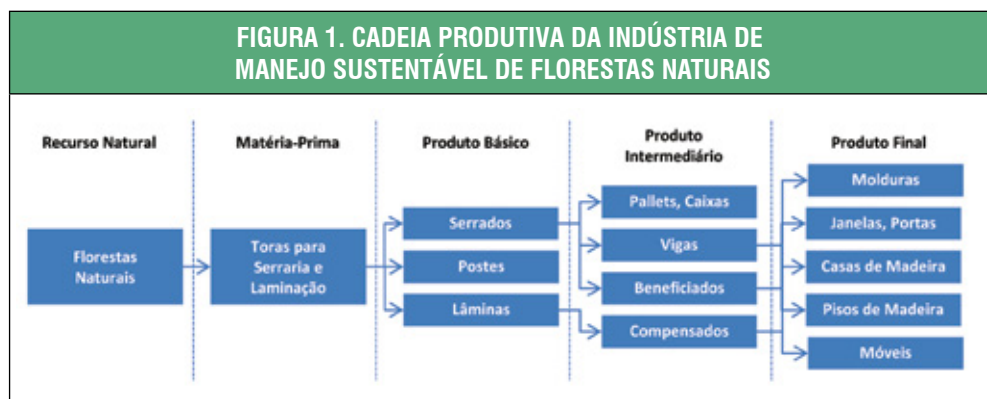 FIGURA 1. CADEIA PRODUTIVA DA INDÚSTRIA DE
MANEJO SUSTENTÁVEL DE FLORESTAS NATURAIS
Recurso Natural
Matéria-Prima
Produto Básico
Produto
Intermediário
Produto Final
Florestas
Naturais
Toras para
Serraria e
Laminação
Serrados
Postes
Lâminas
Pallets, Caixas
Vigas
Beneficiados
Compensados
Molduras
Janelas, Portas
Casas de Madeira
Pisos de Madeira
Móveis